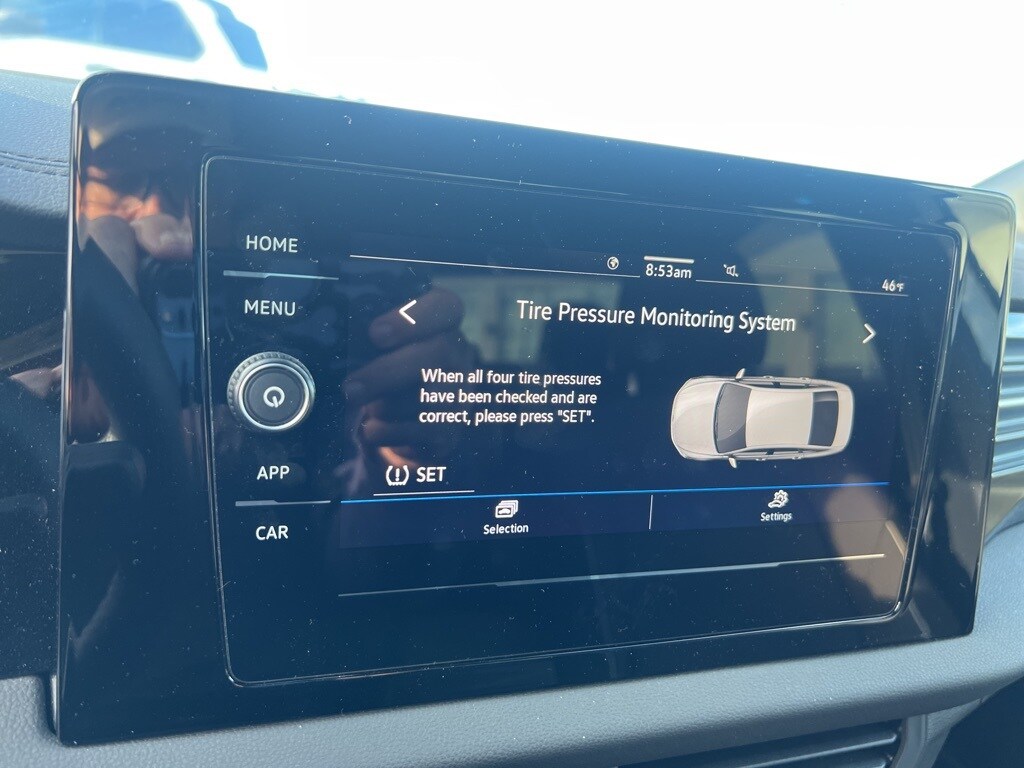 HOME
MENU
APP
CAR
8:53am
46°F
Tire Pressure Monitoring System
When all four tire pressures
have been checked and are
correct, please press "SET".
SET
Selection
Settings